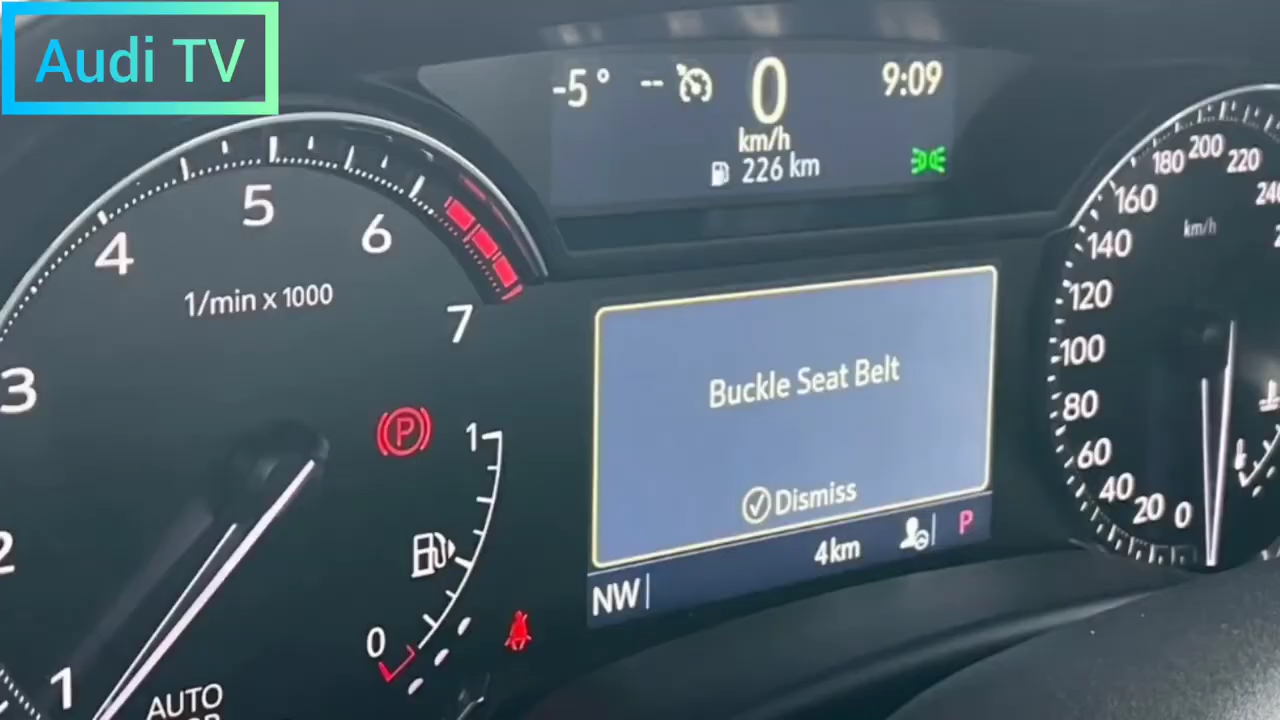 Audi TV
-5° -- 0 9:09
km/h
226 km
1/min x 1000
1
2
3
4
5
6
7
P
1
0
AUTO
Buckle Seat Belt
Dismiss
4km
P
NW
km/h
0
20
40
60
80
100
120
140
160
180
200
220